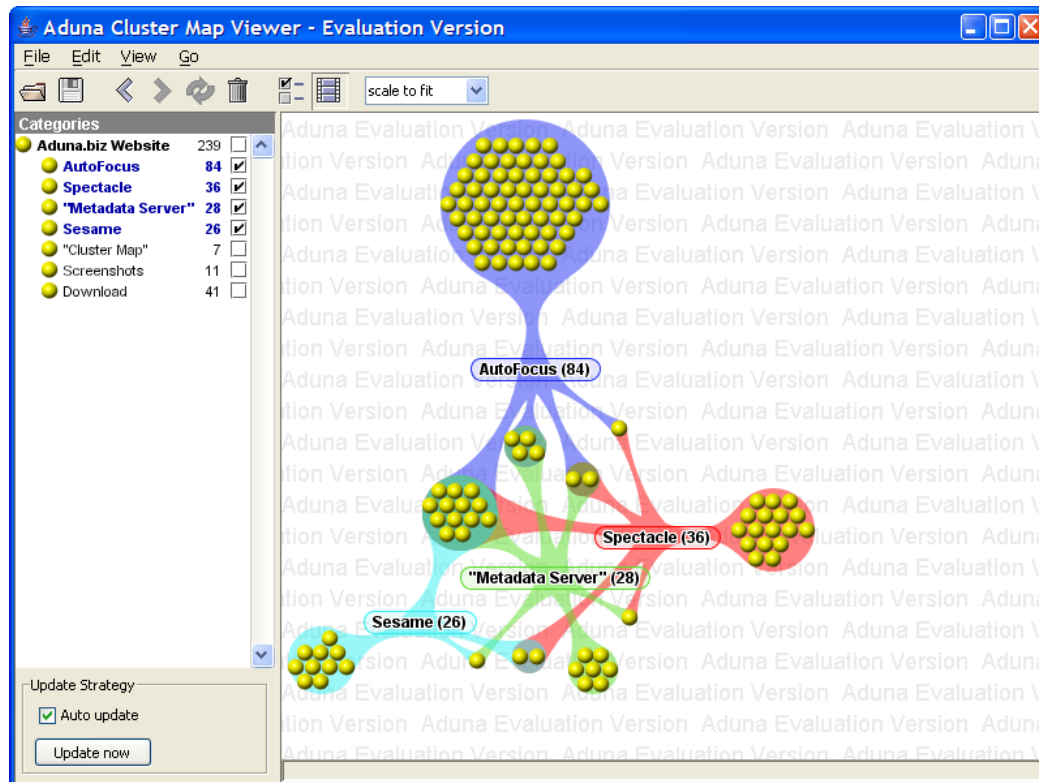 Aduna Cluster Map Viewer - Evaluation Version
File Edit View Go
scale to fit
Categories
Aduna.biz Website 239
AutoFocus 84
Spectacle 36
"Metadata Server" 28
Sesame 26
"Cluster Map" 7
Screenshots 11
Download 41
AutoFocus (84)
Spectacle (36)
"Metadata Server" (28)
Sesame (26)
Update Strategy
Auto update
Update now
Aduna Evaluation Version